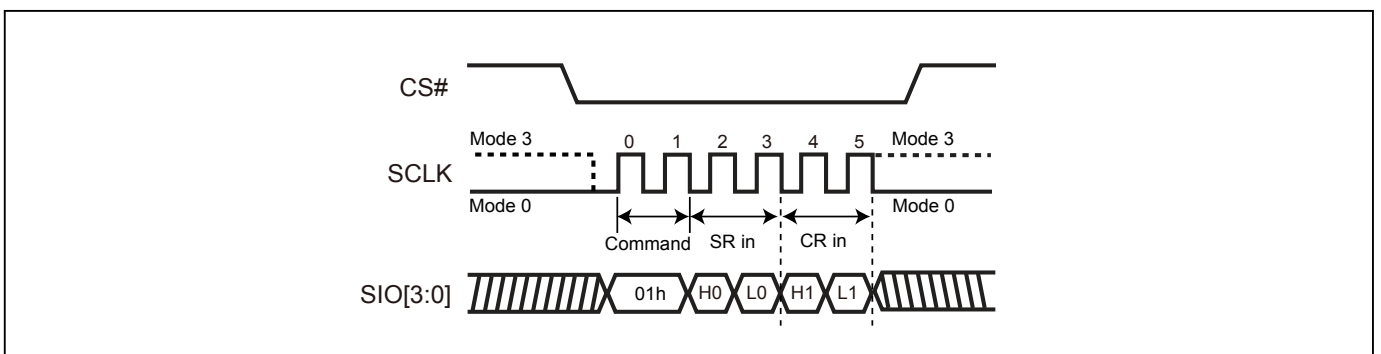 CS#
Mode 3 0 1 2 3 4 5 Mode 3
SCLK
Mode 0 Mode 0
Command SR in CR in
SIO[3:0] 01h H0 L0 H1 L1